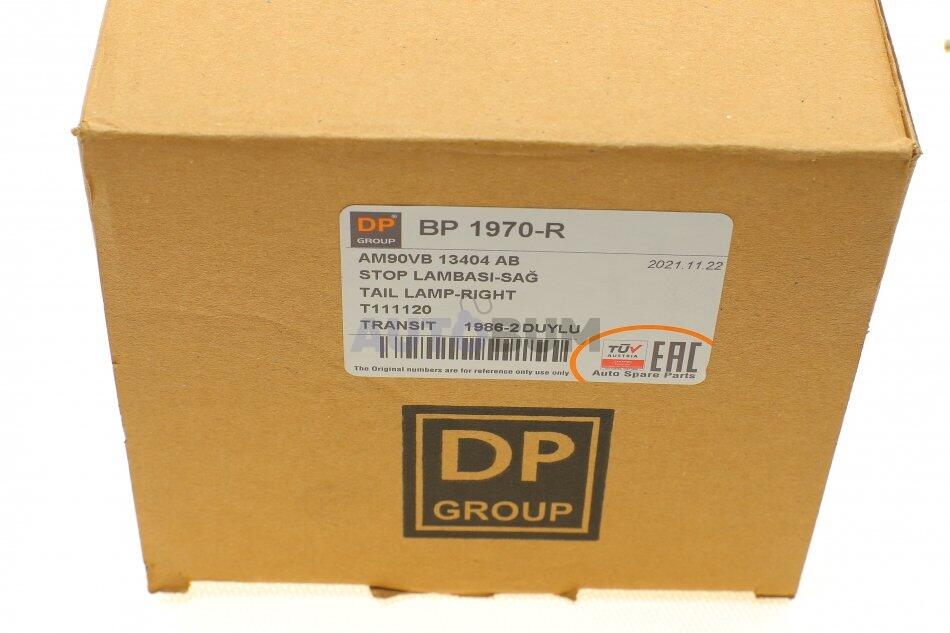 DP®
GROUP
BP 1970-R
AM90VB 13404 AB
2021.11.22
STOP LAMBASI-SAĞ
TAIL LAMP-RIGHT
T111120
TRANSIT 1986-2 DUYLU
AUTOBUM
TÜV
AUSTRIA
EAC
The Original numbers are for reference only use only
Auto Spare Parts
DP
GROUP